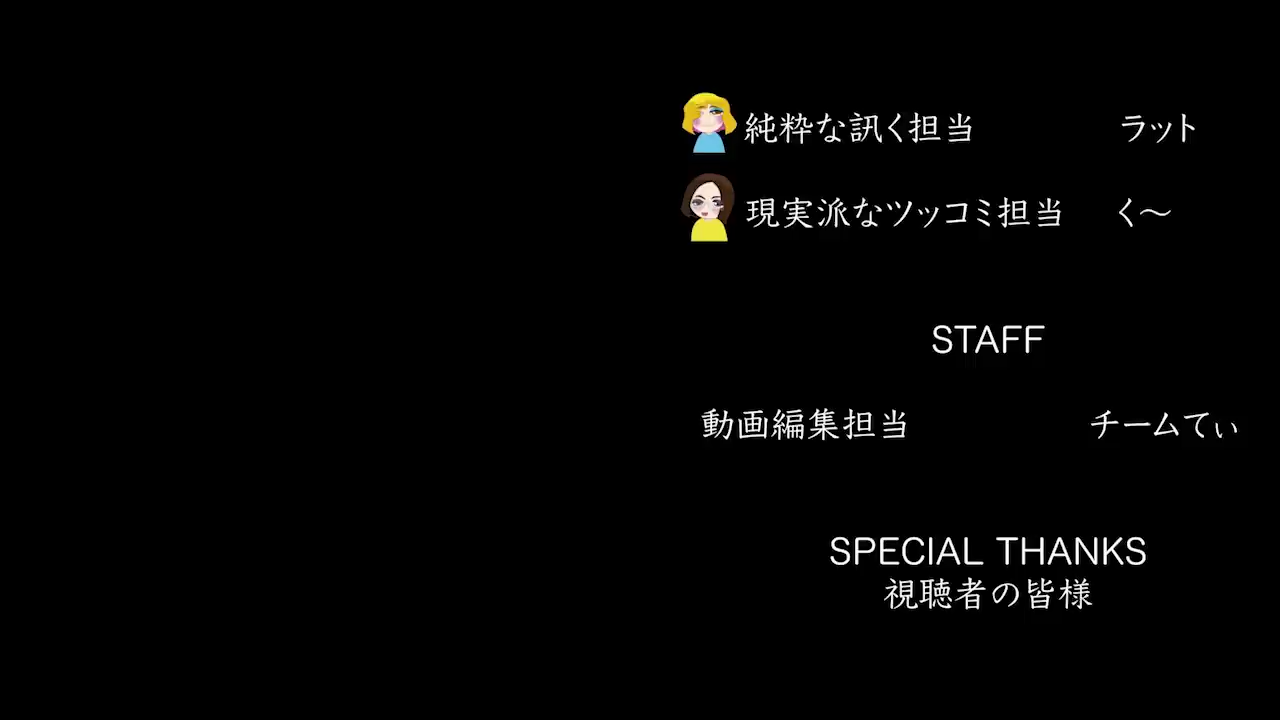 純粋な訊く担当 ラット
現実派なツッコミ担当 く〜
STAFF
動画編集担当 チームてぃ
SPECIAL THANKS
視聴者の皆様